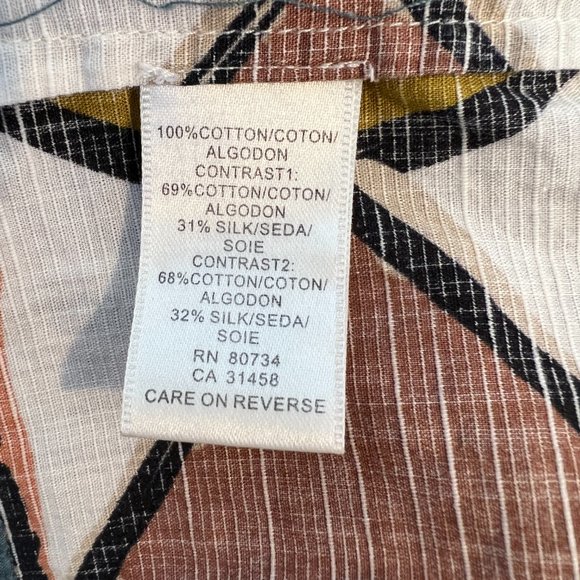 100%COTTON/COTON/
ALGODON
CONTRAST1:
69%COTTON/COTON/
ALGODON
31% SILK/SEDA/
SOIE
CONTRAST2:
68%COTTON/COTON/
ALGODON
32% SILK/SEDA/
SOIE
RN 80734
CA 31458
CARE ON REVERSE